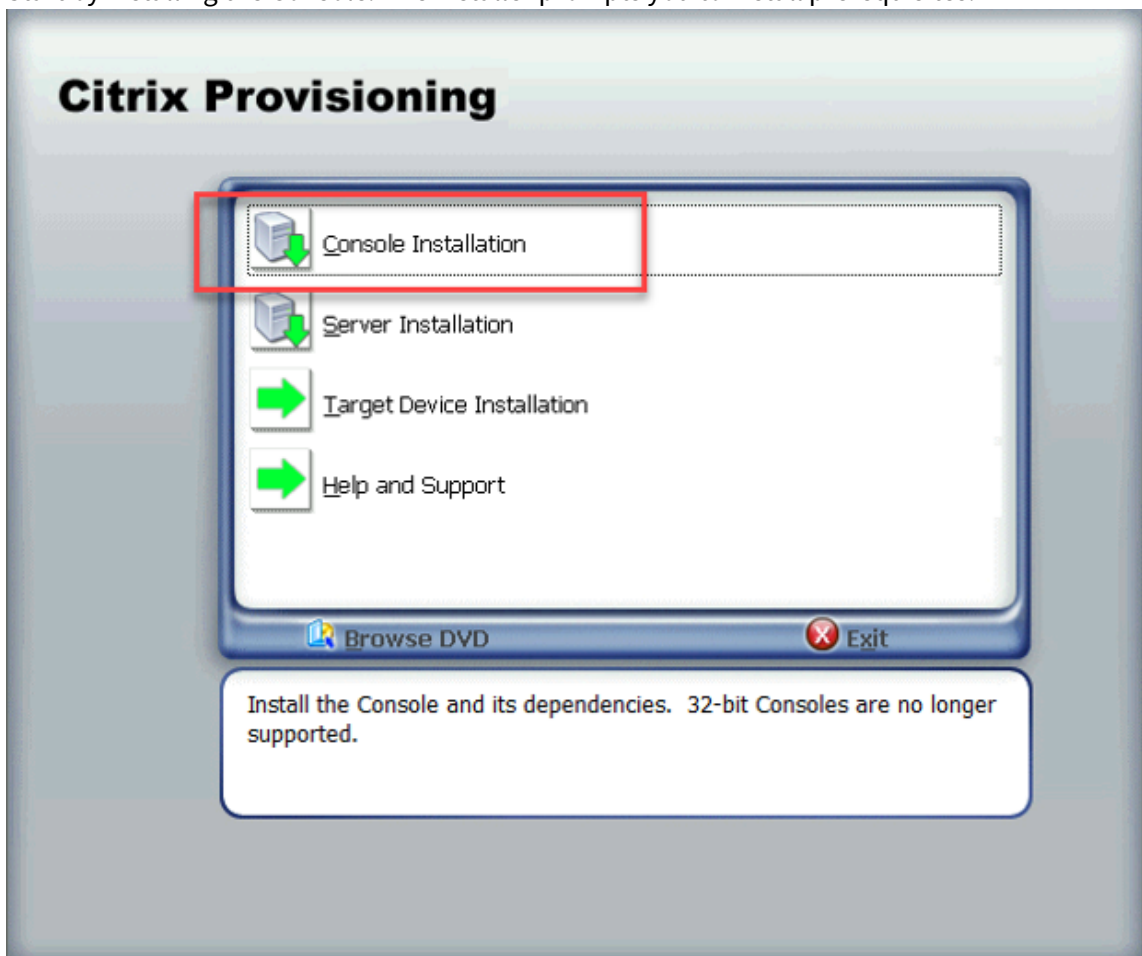 Citrix Provisioning
Console Installation
Server Installation
Target Device Installation
Help and Support
Browse DVD
Exit
Install the Console and its dependencies. 32-bit Consoles are no longer
supported.